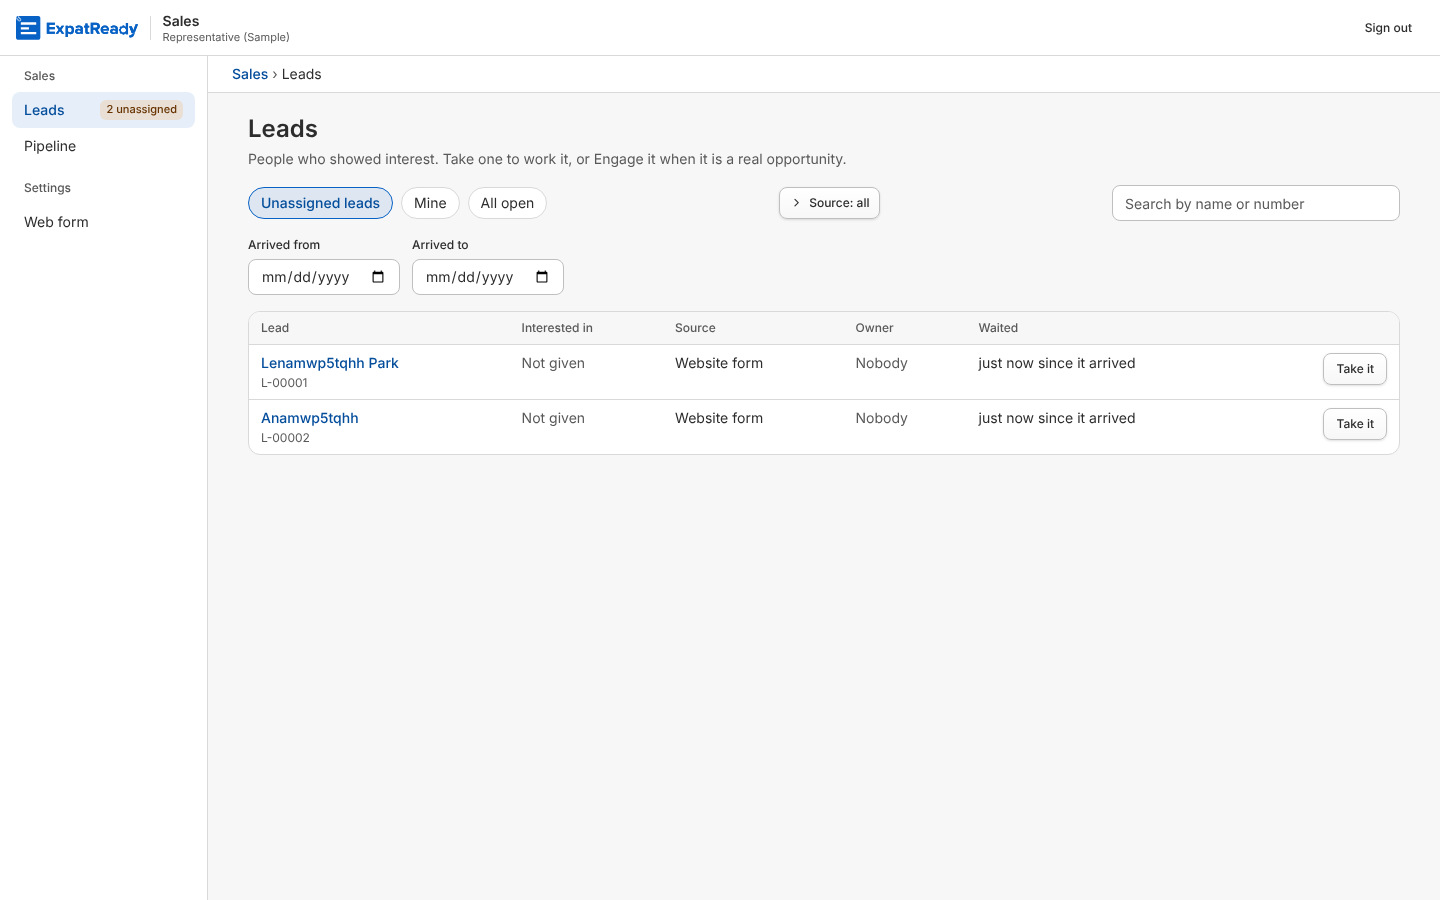 ExpatReady
Sales
Representative (Sample)
Sign out
Sales
Leads
2 unassigned
Pipeline
Settings
Web form
Sales › Leads
Leads
People who showed interest. Take one to work it, or Engage it when it is a real opportunity.
Unassigned leads
Mine
All open
Source: all
Search by name or number
Arrived from
Arrived to
mm/dd/yyyy
mm/dd/yyyy
Lead Interested in Source Owner Waited
Lenamwp5tqhh Park Not given Website form Nobody just now since it arrived Take it
L-00001
Anamwp5tqhh Not given Website form Nobody just now since it arrived Take it
L-00002